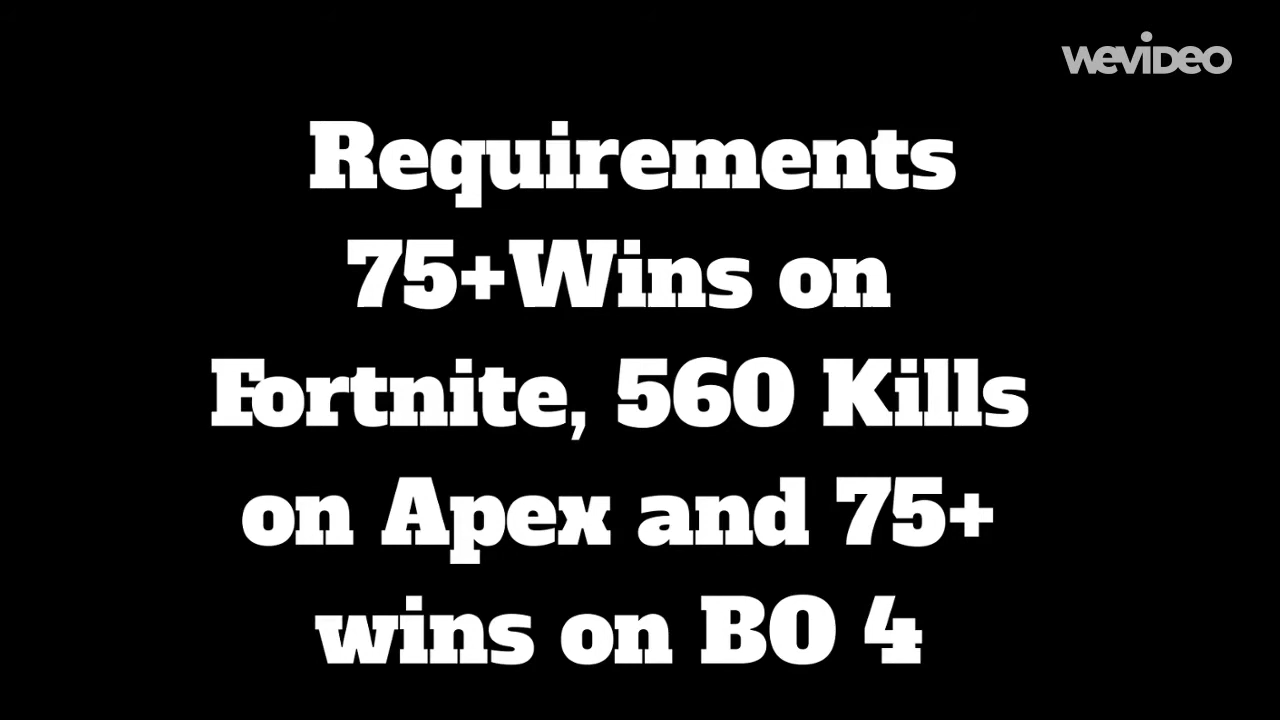 WEVIDEO
Requirements
75+Wins on
Fortnite, 560 Kills
on Apex and 75+
wins on BO 4